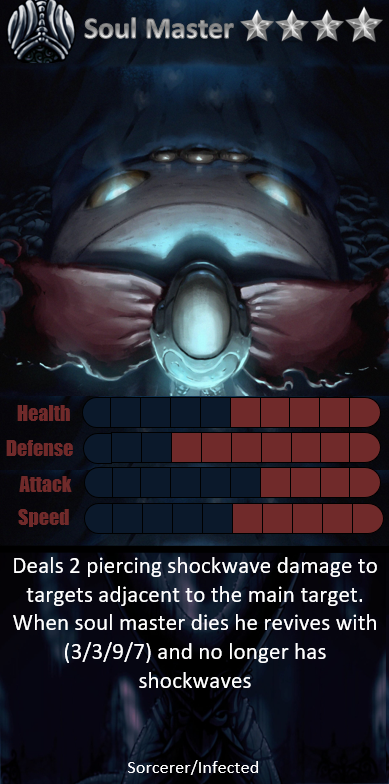 Soul Master
Health
Defense
Attack
Speed
Deals 2 piercing shockwave damage to
targets adjacent to the main target.
When soul master dies he revives with
(3/3/9/7) and no longer has
shockwaves
Sorcerer/Infected